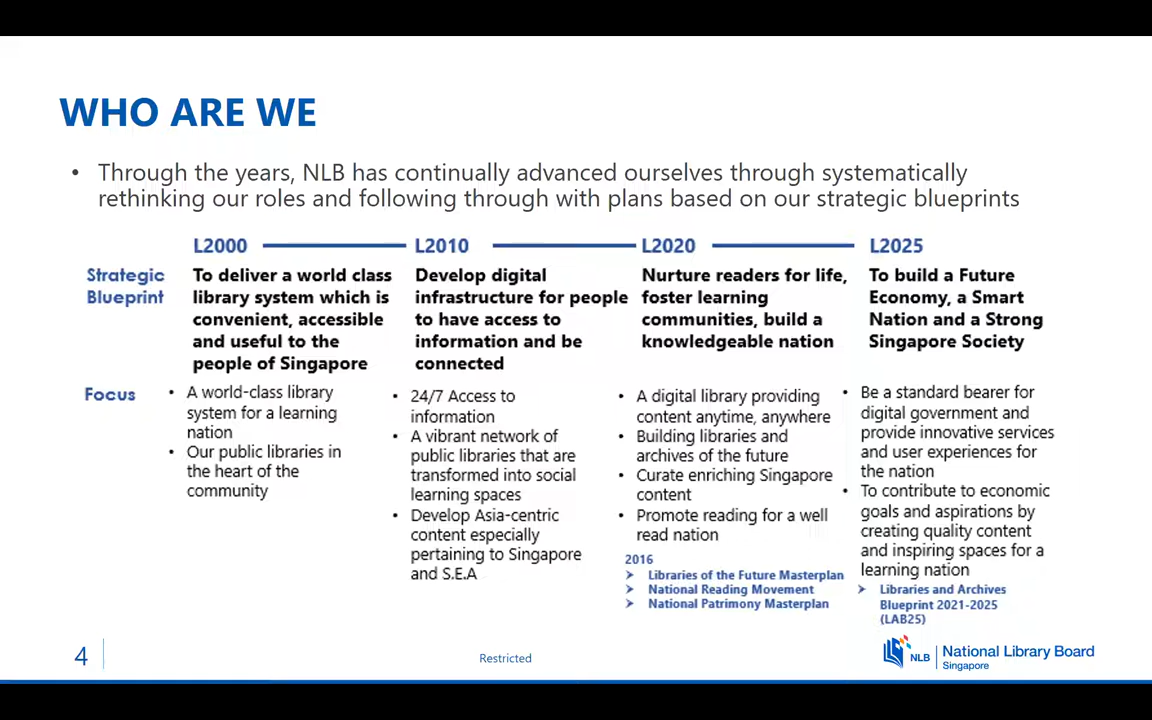 WHO ARE WE
• Through the years, NLB has continually advanced ourselves through systematically
rethinking our roles and following through with plans based on our strategic blueprints
L2000
L2010
L2020
L2025
Strategic
Blueprint
To deliver a world class
library system which is
convenient, accessible
and useful to the
people of Singapore
Develop digital
infrastructure for people
to have access to
information and be
connected
Nurture readers for life,
foster learning
communities, build a
knowledgeable nation
To build a Future
Economy, a Smart
Nation and a Strong
Singapore Society
Focus
• A world-class library
system for a learning
nation
• Our public libraries in
the heart of the
community
• 24/7 Access to
information
• A vibrant network of
public libraries that are
transformed into social
learning spaces
• Develop Asia-centric
content especially
pertaining to Singapore
and S.E.A
• A digital library providing
content anytime, anywhere
• Building libraries and
archives of the future
• Curate enriching Singapore
content
• Promote reading for a well
read nation
2016
➤ Libraries of the Future Masterplan
➤ National Reading Movement
➤ National Patrimony Masterplan
• Be a standard bearer for
digital government and
provide innovative services
and user experiences for
the nation
• To contribute to economic
goals and aspirations by
creating quality content
and inspiring spaces for a
learning nation
➤ Libraries and Archives
Blueprint 2021-2025
(LAB25)
4
Restricted
NLB
National Library Board
Singapore